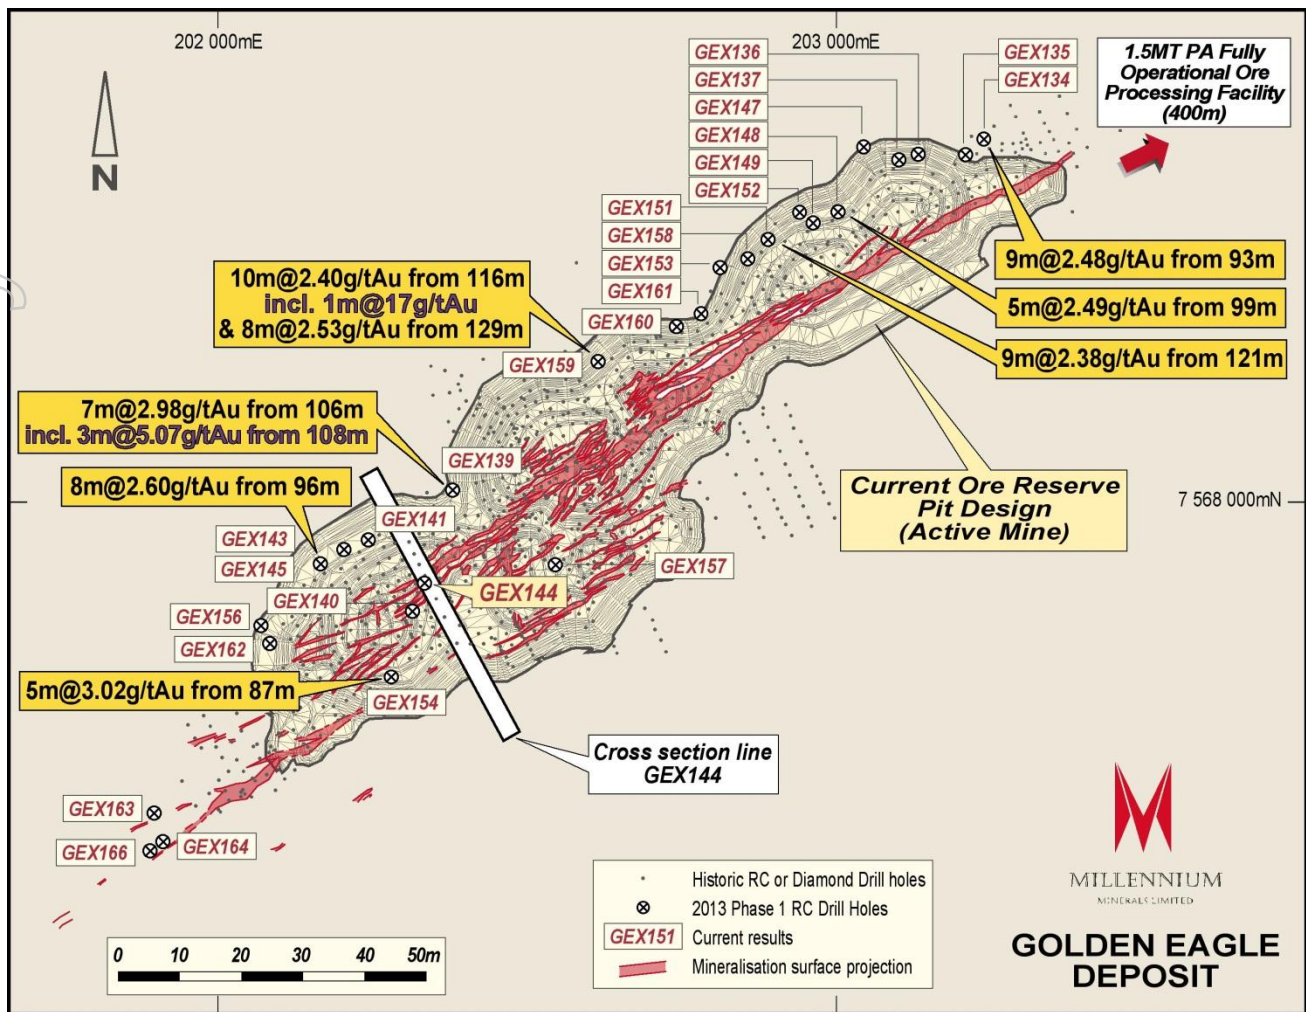 202 000mE
203 000mE
N
GEX136
GEX137
GEX147
GEX148
GEX149
GEX152
GEX135
GEX134
1.5MT PA Fully
Operational Ore
Processing Facility
(400m)
GEX151
GEX158
GEX153
GEX161
GEX160
GEX159
10m@2.40g/tAu from 116m
incl. 1m@17g/tAu
& 8m@2.53g/tAu from 129m
9m@2.48g/tAu from 93m
5m@2.49g/tAu from 99m
9m@2.38g/tAu from 121m
7m@2.98g/tAu from 106m
incl. 3m@5.07g/tAu from 108m
8m@2.60g/tAu from 96m
GEX139
GEX141
GEX143
GEX145
GEX140
GEX144
GEX157
GEX156
GEX162
5m@3.02g/tAu from 87m
GEX154
Current Ore Reserve
Pit Design
(Active Mine)
7 568 000mN
Cross section line
GEX144
GEX163
GEX166
GEX164
0 10 20 30 40 50m
Historic RC or Diamond Drill holes
2013 Phase 1 RC Drill Holes
GEX151 Current results
Mineralisation surface projection
MILLENNIUM
MINERALS LIMITED
GOLDEN EAGLE
DEPOSIT